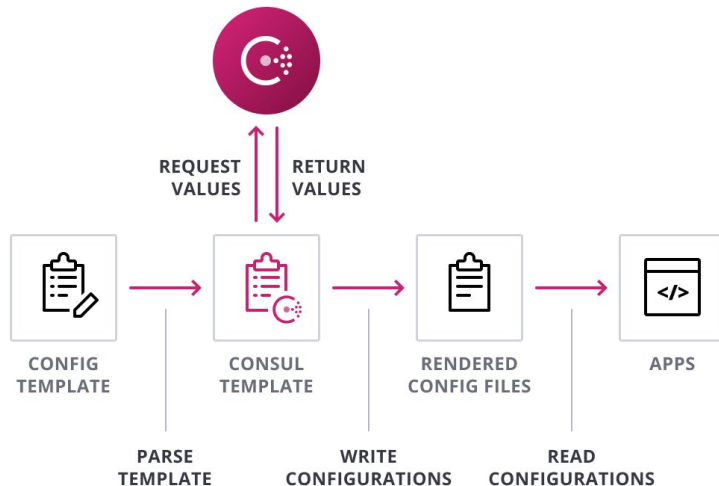 REQUEST
VALUES
RETURN
VALUES
</>
CONFIG
TEMPLATE
CONSUL
TEMPLATE
RENDERED
CONFIG FILES
APPS
PARSE
TEMPLATE
WRITE
CONFIGURATIONS
READ
CONFIGURATIONS